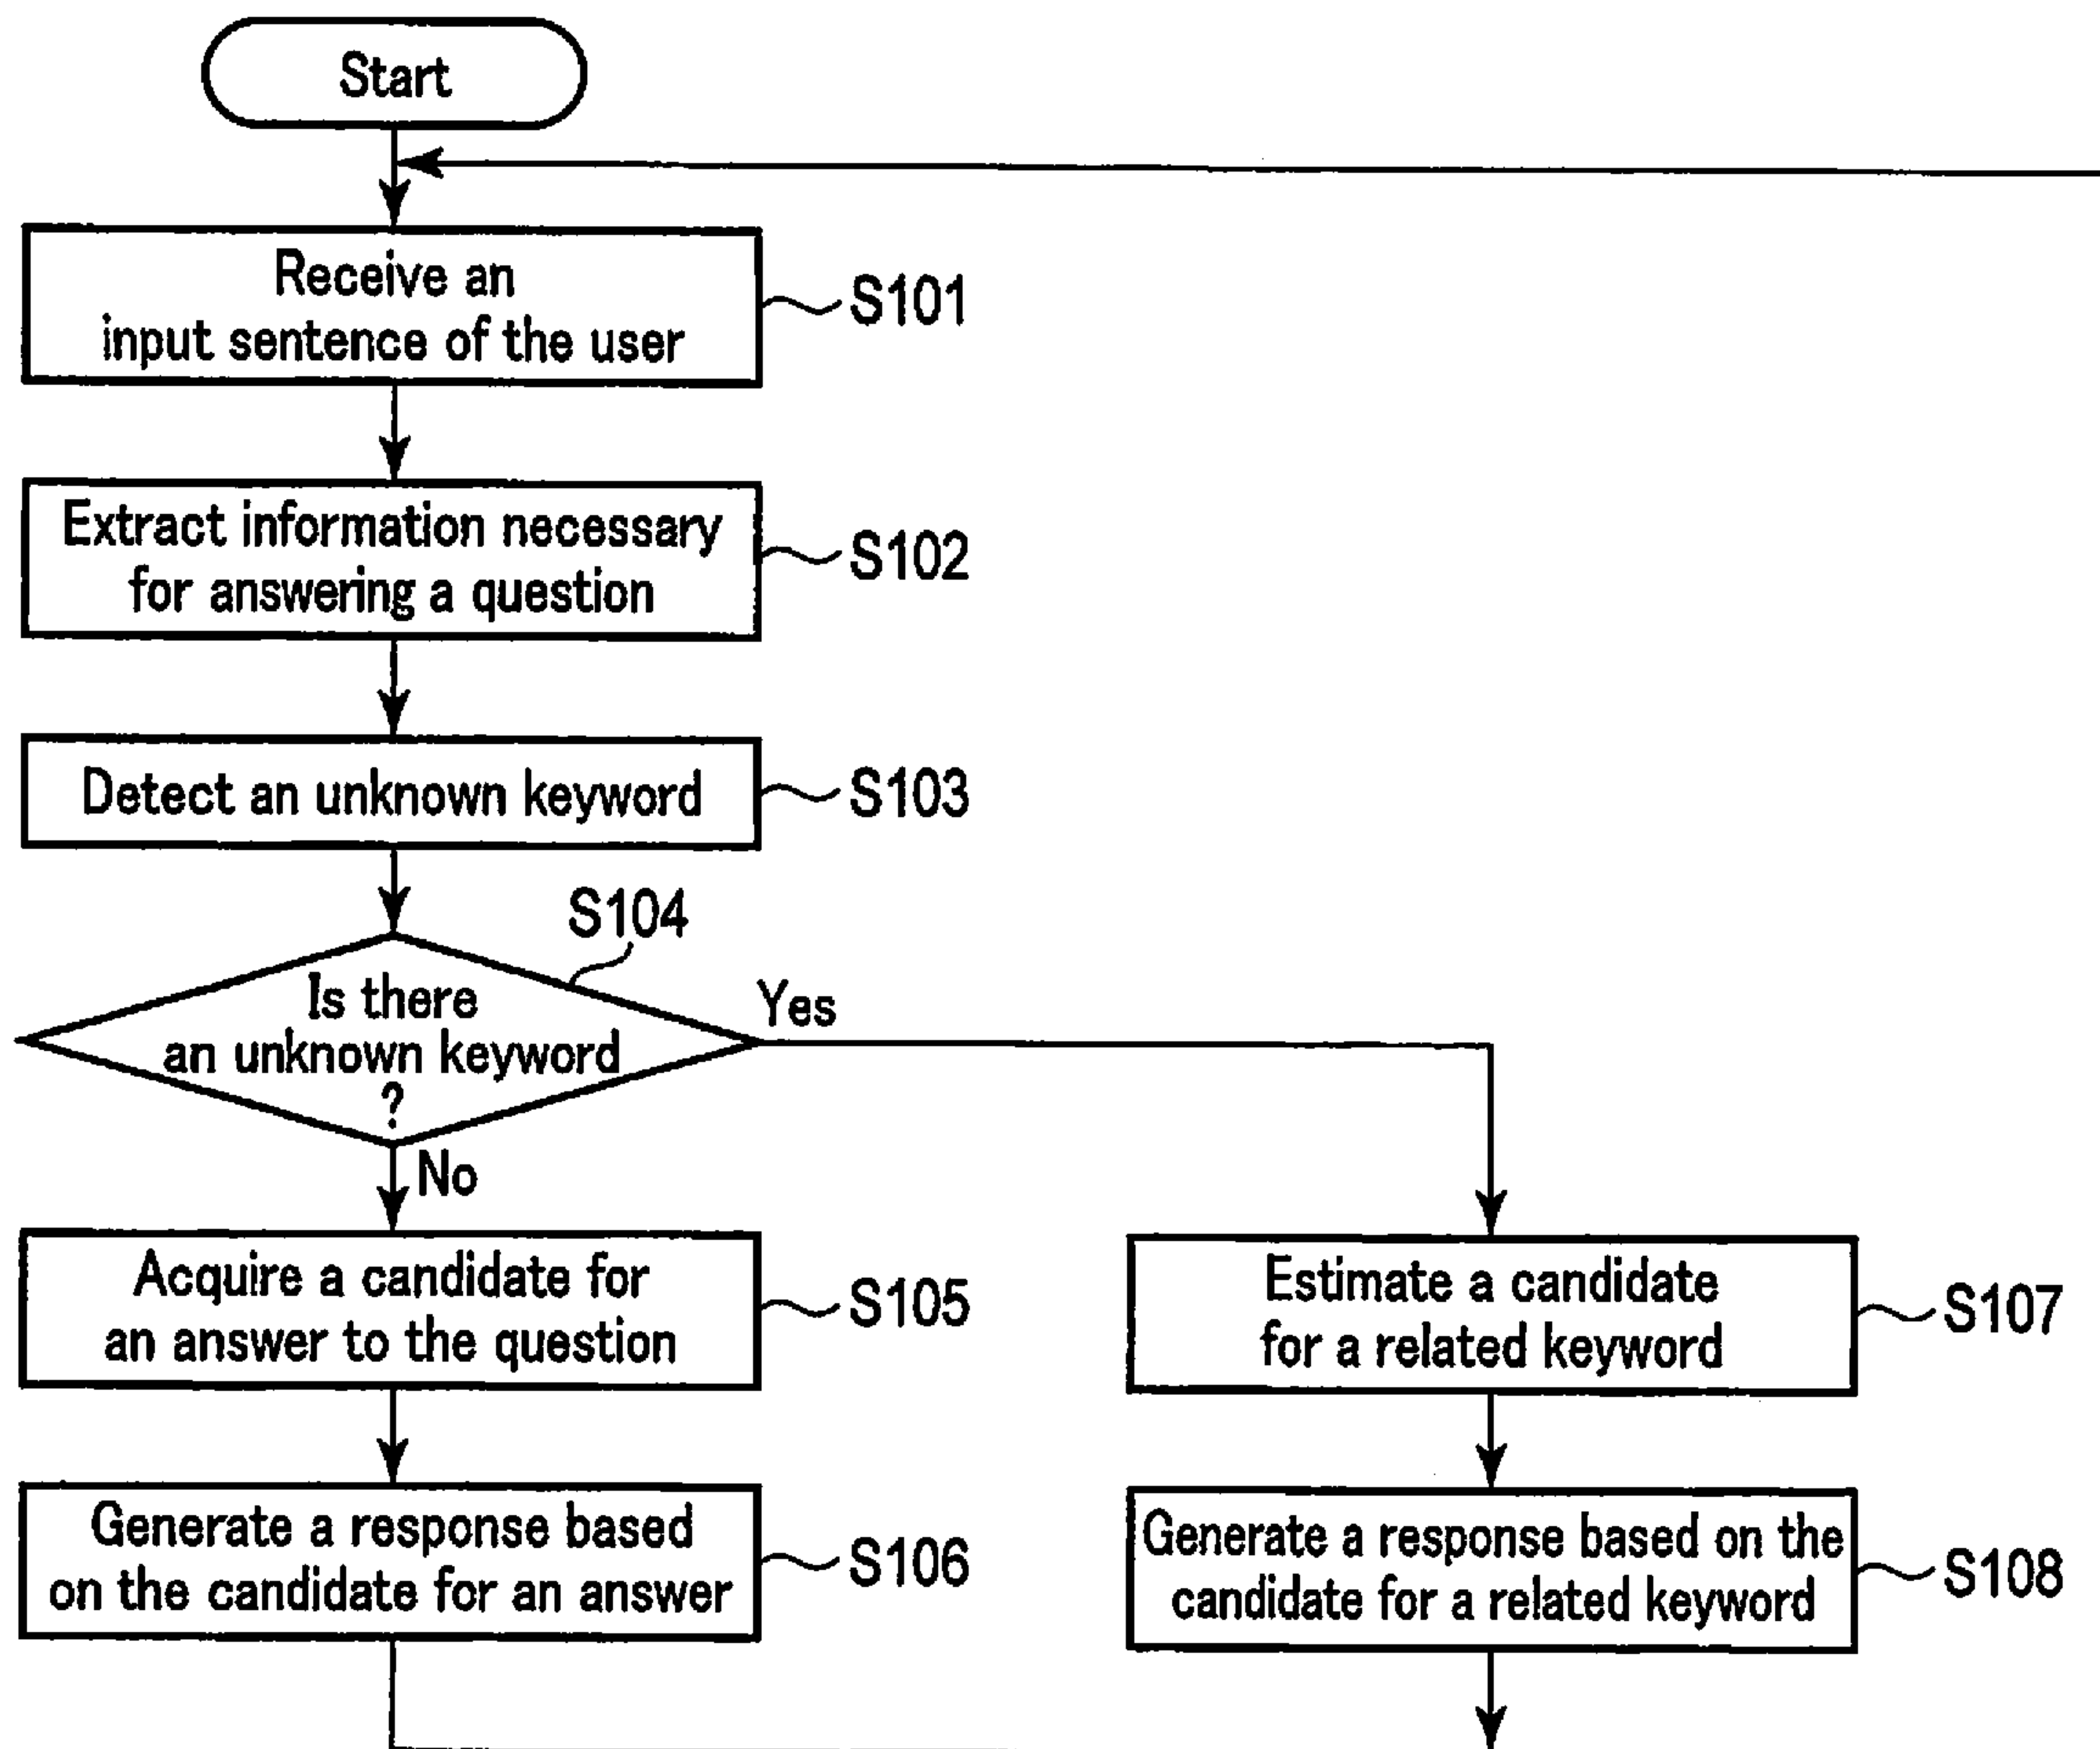 Start
Receive an
input sentence of the user
S101
Extract information necessary
for answering a question
S102
Detect an unknown keyword
S103
S104
Is there
an unknown keyword
?
Yes
No
Acquire a candidate for
an answer to the question
S105
Estimate a candidate
for a related keyword
S107
Generate a response based
on the candidate for an answer
S106
Generate a response based on the
candidate for a related keyword
S108